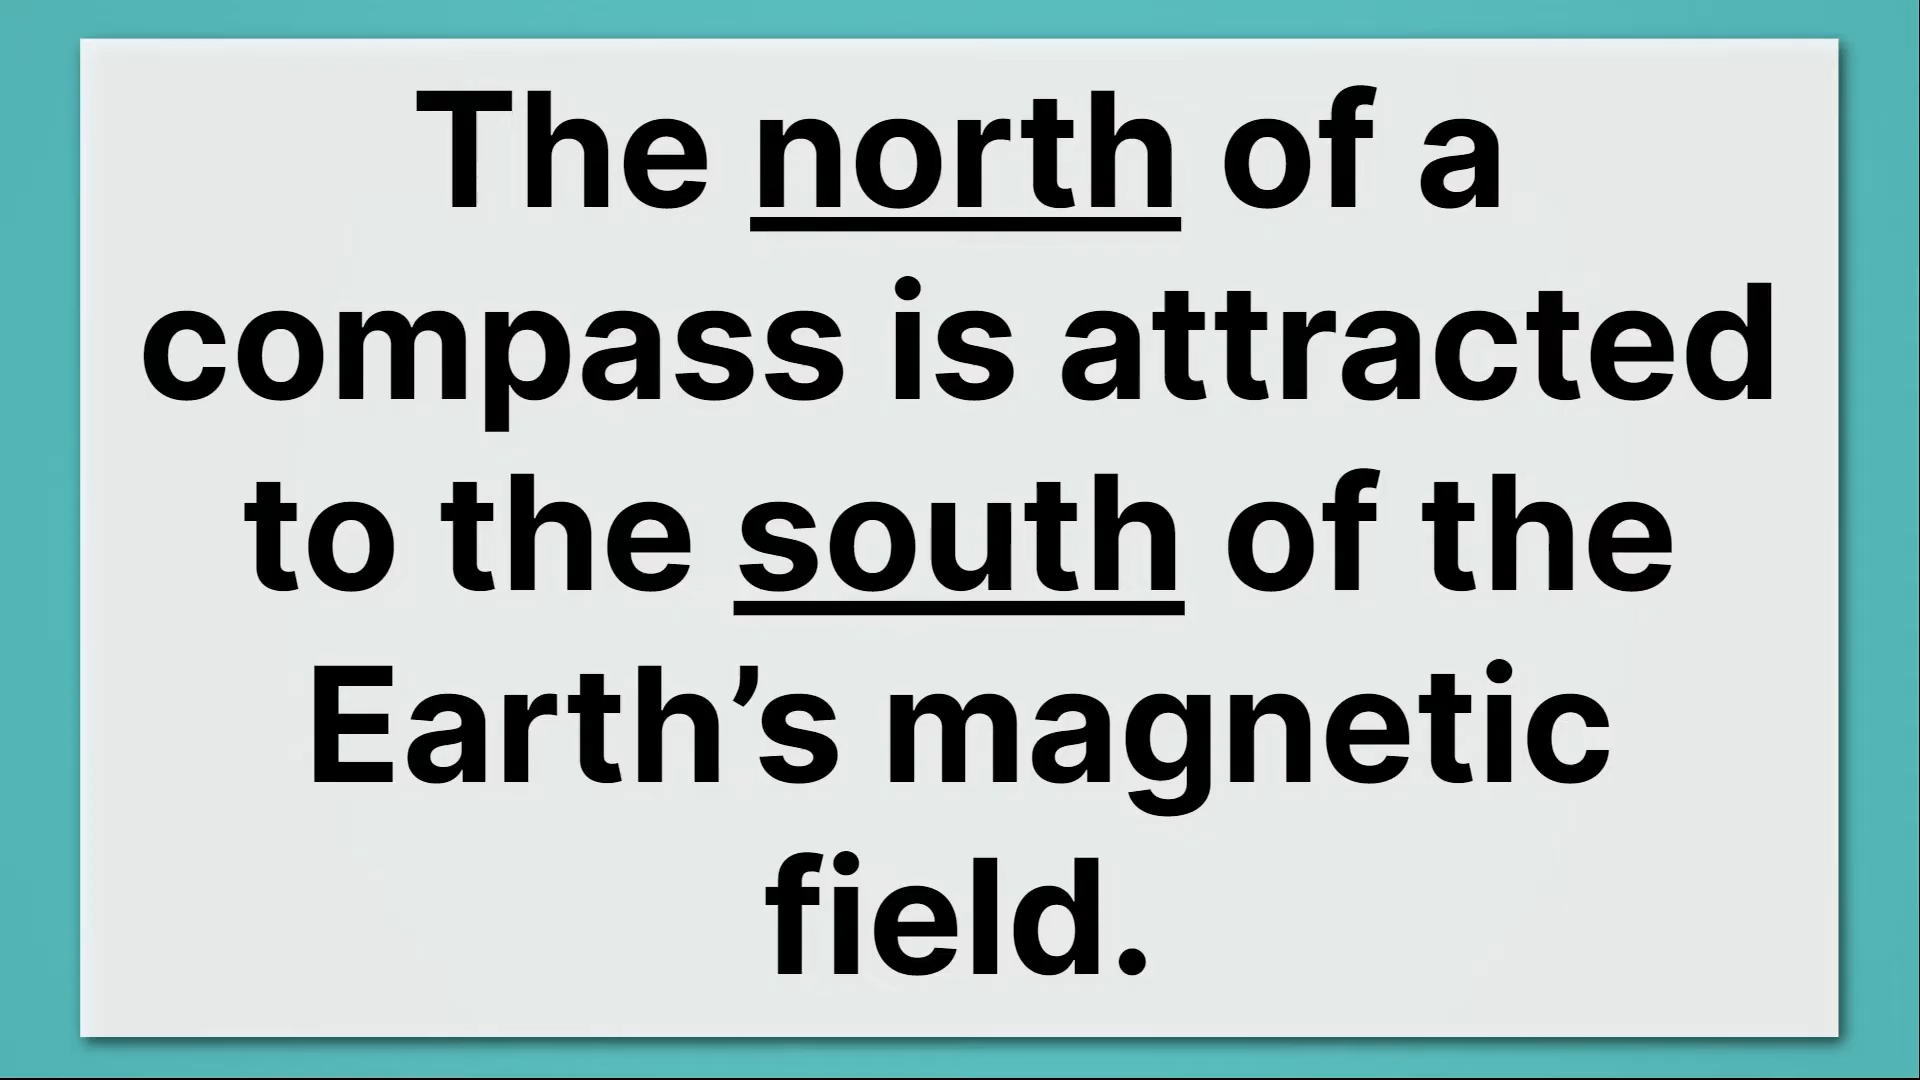 The north of a
compass is attracted
to the south of the
Earth’s magnetic
field.